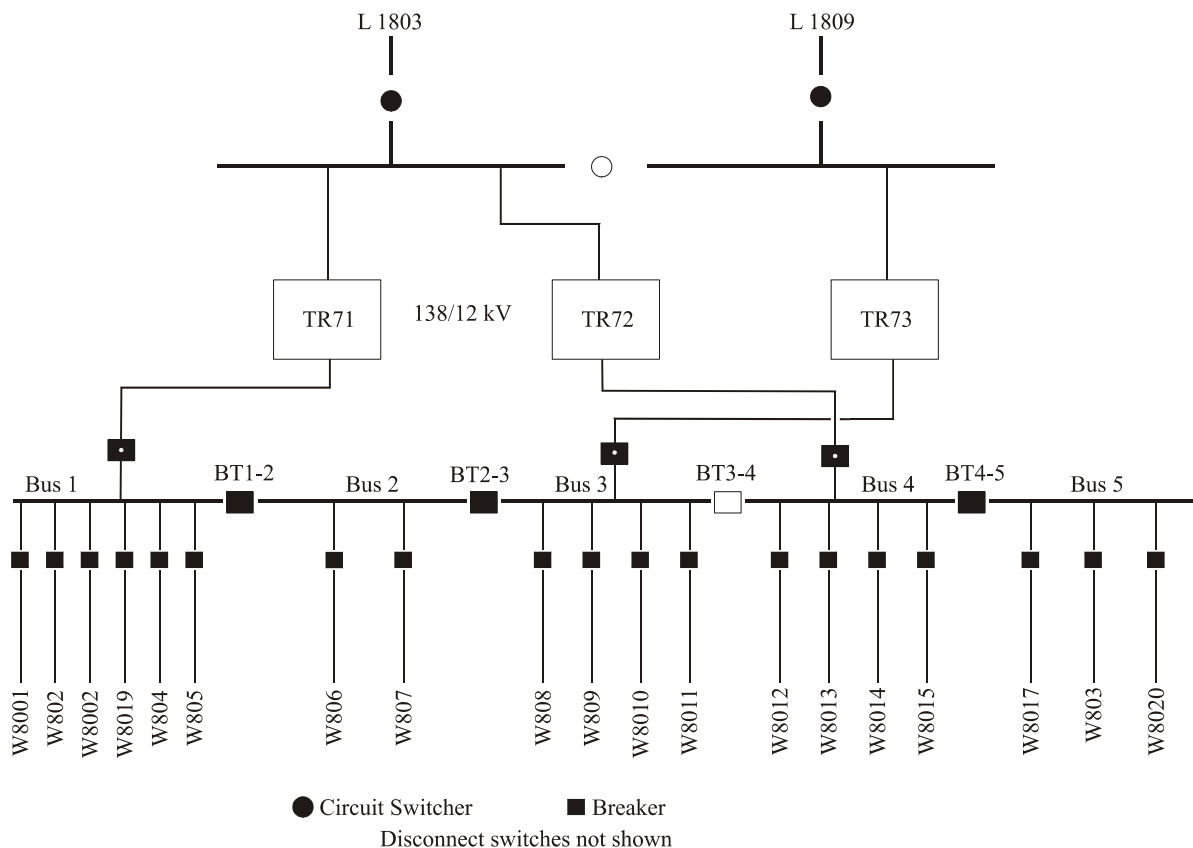 L 1803
L 1809
TR71
138/12 kV
TR72
TR73
Bus 1
BT1-2
Bus 2
BT2-3
Bus 3
BT3-4
Bus 4
BT4-5
Bus 5
W8001
W802
W8002
W8019
W804
W805
W806
W807
W808
W809
W8010
W8011
W8012
W8013
W8014
W8015
W8017
W803
W8020
Circuit Switcher
Breaker
Disconnect switches not shown